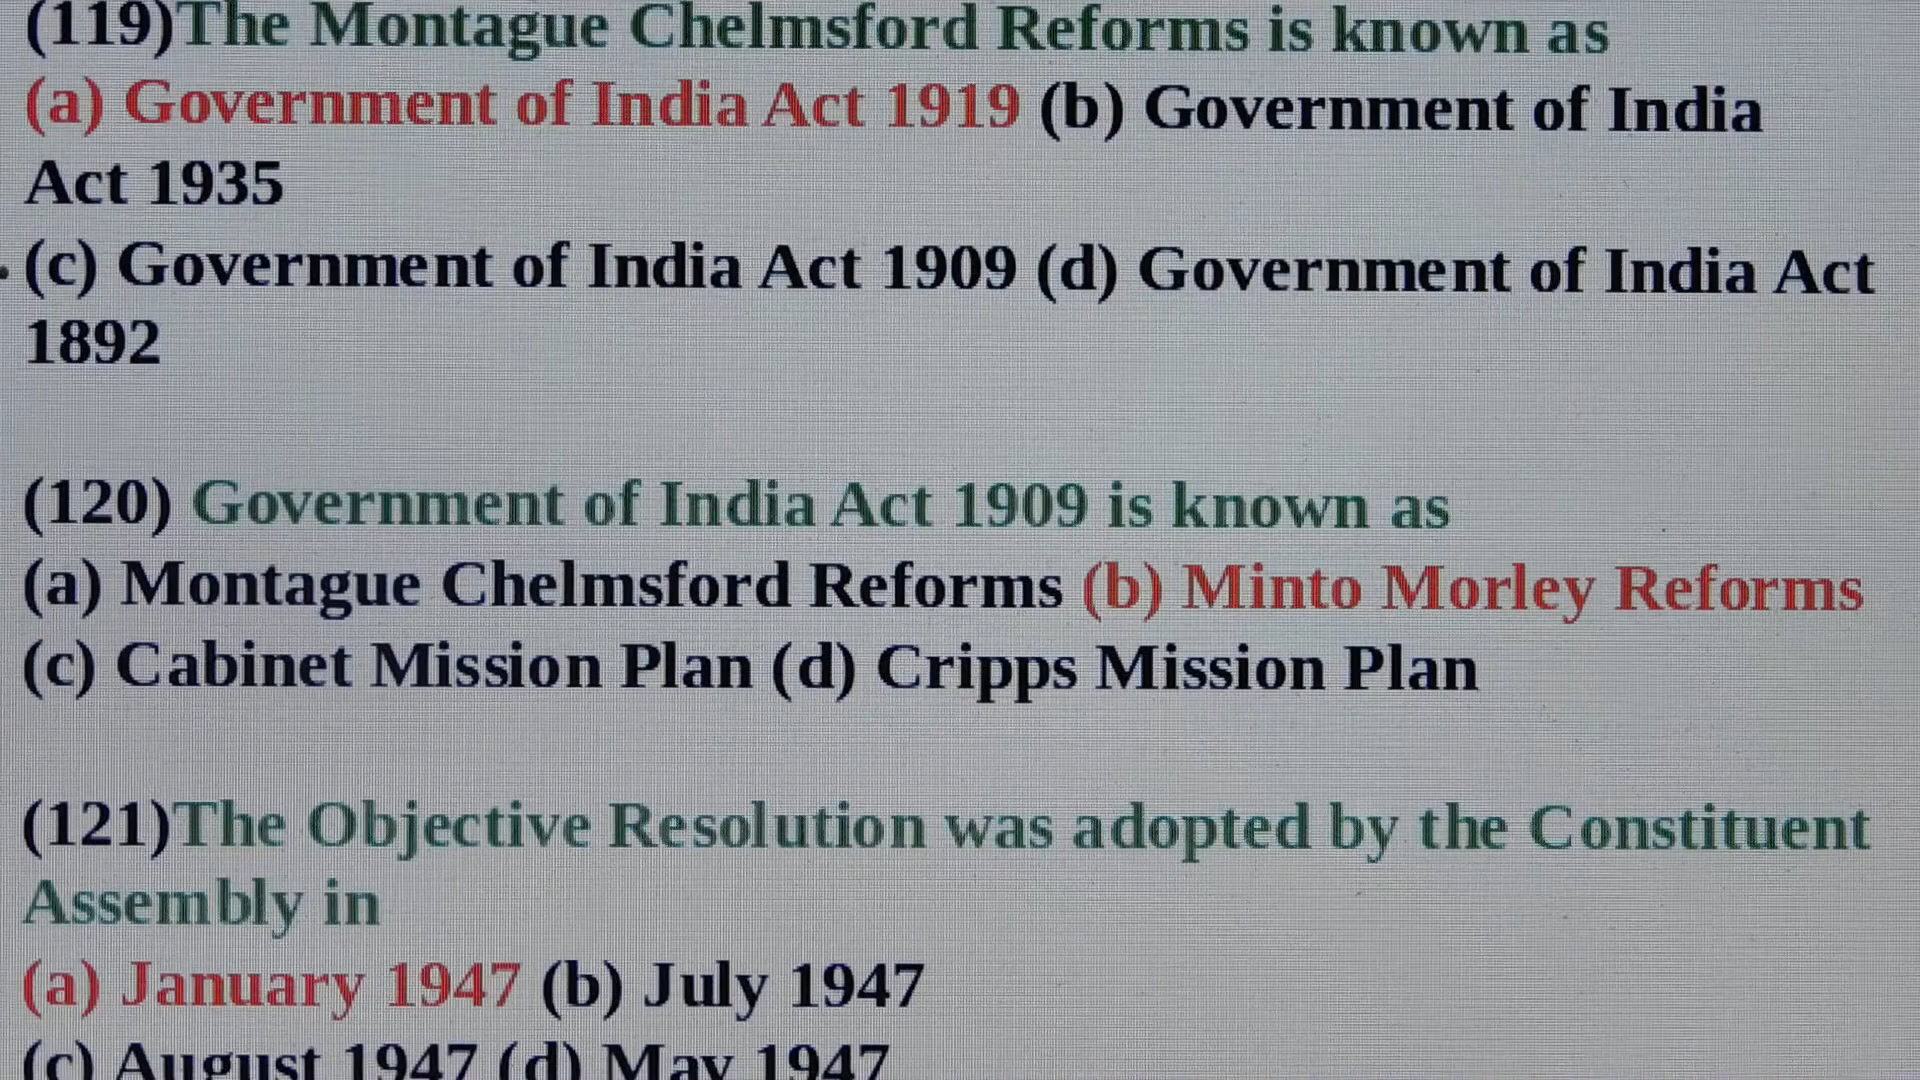 (119)The Montague Chelmsford Reforms is known as
(a) Government of India Act 1919 (b) Government of India
Act 1935
(c) Government of India Act 1909 (d) Government of India Act
1892
(120) Government of India Act 1909 is known as
(a) Montague Chelmsford Reforms (b) Minto Morley Reforms
(c) Cabinet Mission Plan (d) Cripps Mission Plan
(121)The Objective Resolution was adopted by the Constituent
Assembly in
(a) January 1947 (b) July 1947
(c) August 1947 (d) May 1947